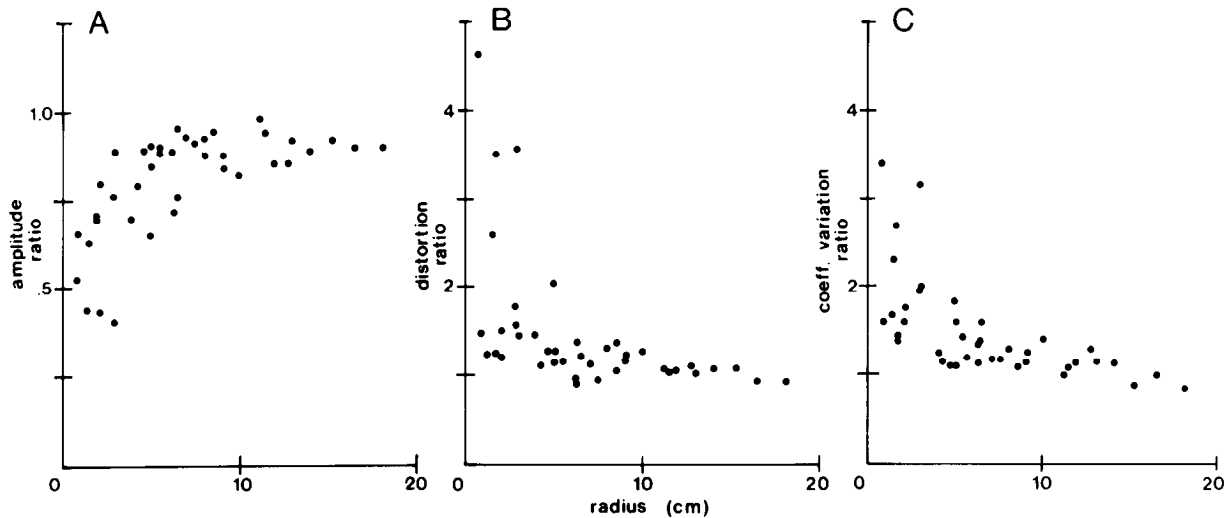 A
B
C
1.0
.5
amplitude
ratio
0
10
20
4
2
distortion
ratio
0
10
20
radius (cm)
4
2
coeff. variation
ratio
0
10
20